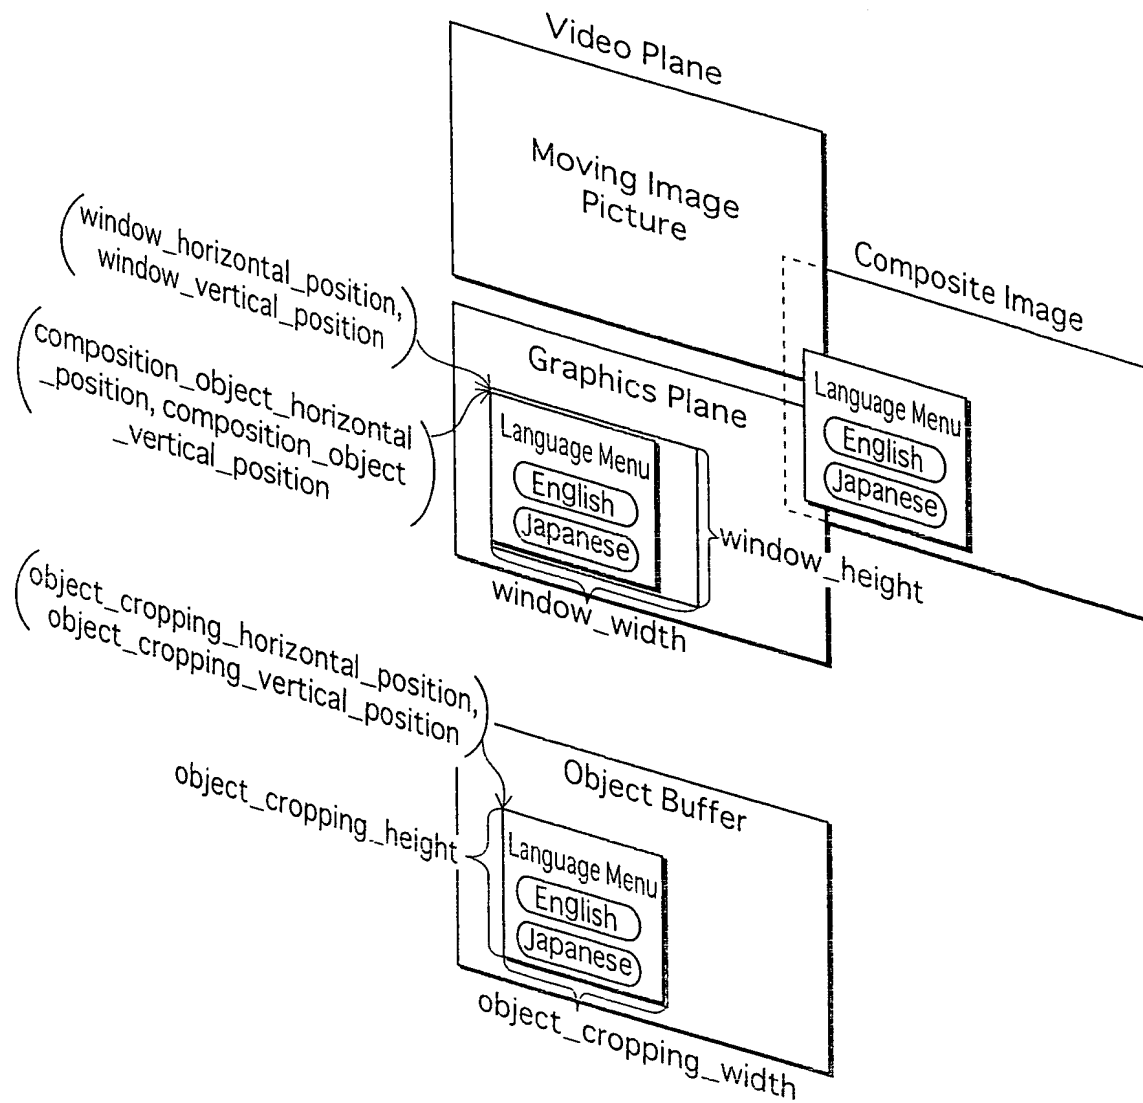 Video Plane
Moving Image
Picture
(window_horizontal_position,
window_vertical_position)
(composition_object_horizontal
_position, composition_object
_vertical_position)
Composite Image
Graphics Plane
Language Menu
English
Japanese
Language Menu
English
Japanese
window_height
window_width
(object_cropping_horizontal_position,
object_cropping_vertical_position)
object_cropping_height
Object Buffer
Language Menu
English
Japanese
object_cropping_width